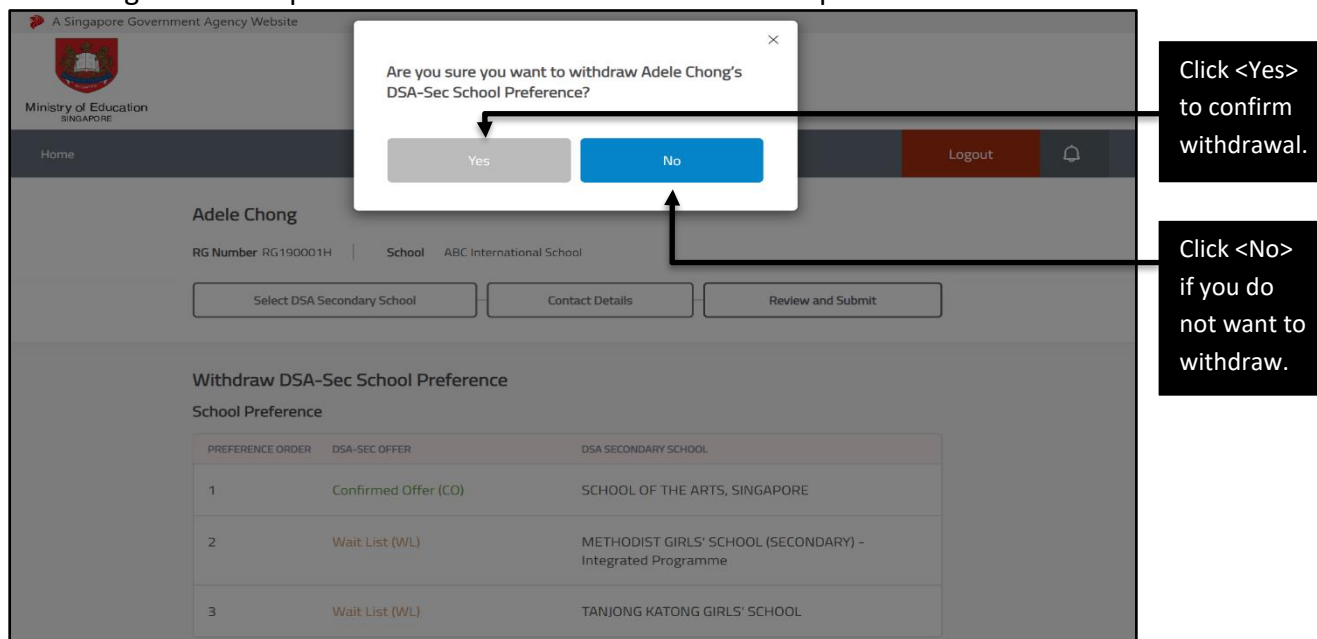 A Singapore Government Agency Website
Ministry of Education
SINGAPORE
Are you sure you want to withdraw Adele Chong's
DSA-Sec School Preference?
Yes
No
Home
Logout
Click <Yes>
to confirm
withdrawal.
Click <No>
if you do
not want to
withdraw.
Adele Chong
RG Number RG190001H | School ABC International School
Select DSA Secondary School
Contact Details
Review and Submit
Withdraw DSA-Sec School Preference
School Preference
PREFERENCE ORDER DSA-SEC OFFER DSA SECONDARY SCHOOL
1 Confirmed Offer (CO) SCHOOL OF THE ARTS, SINGAPORE
2 Wait List (WL) METHODIST GIRLS' SCHOOL (SECONDARY) -
Integrated Programme
3 Wait List (WL) TANJONG KATONG GIRLS' SCHOOL